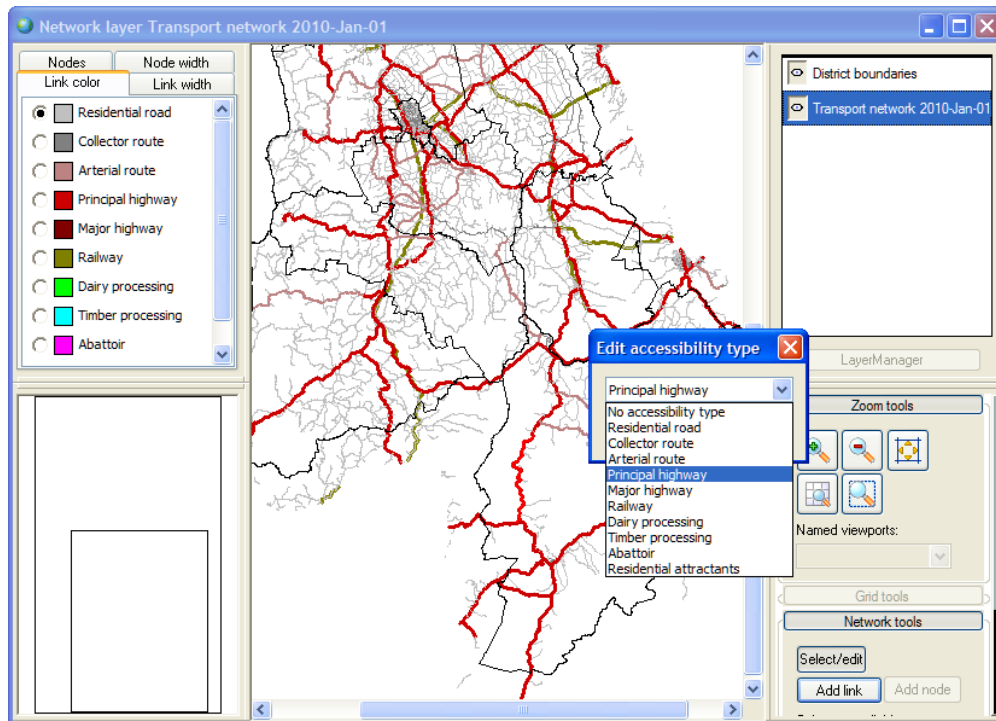 Network layer Transport network 2010-Jan-01
Nodes
Node width
Link color
Link width
Residential road
Collector route
Arterial route
Principal highway
Major highway
Railway
Dairy processing
Timber processing
Abattoir
District boundaries
Transport network 2010-Jan-01
LayerManager
Edit accessibility type
Principal highway
No accessibility type
Residential road
Collector route
Arterial route
Principal highway
Major highway
Railway
Dairy processing
Timber processing
Abattoir
Residential attractants
Zoom tools
Named viewports:
Grid tools
Network tools
Select/edit
Add link
Add node